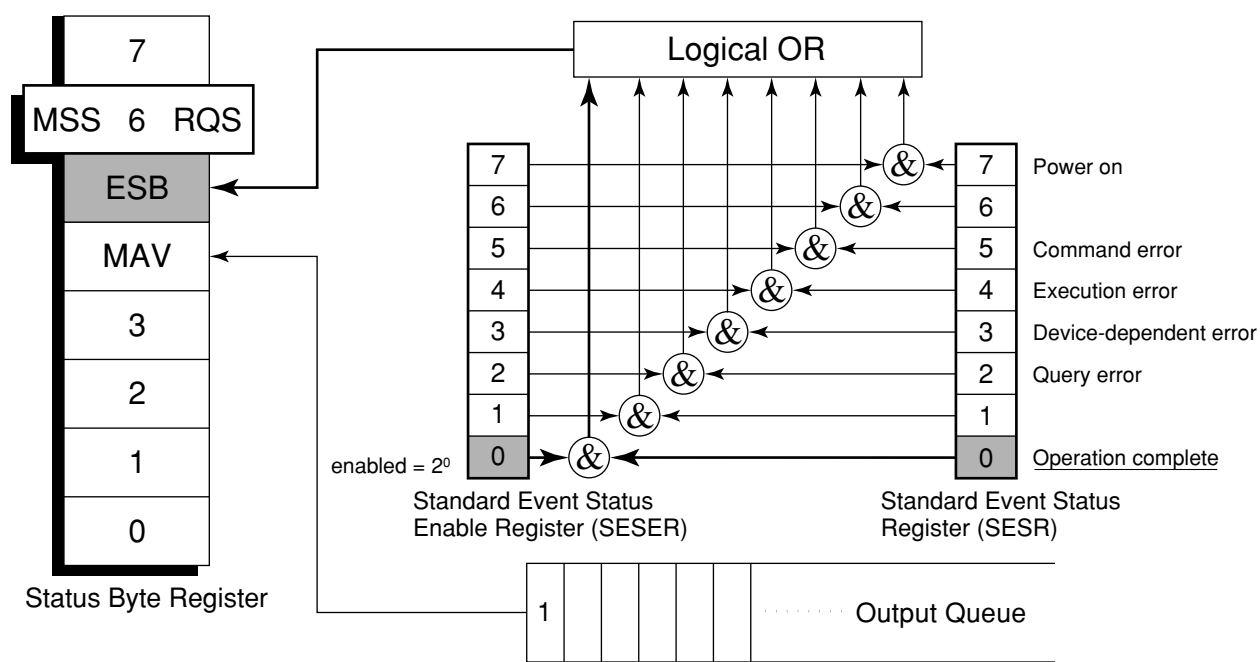 7
MSS 6 RQS
ESB
MAV
3
2
1
0
Status Byte Register
Logical OR
7
6
5
4
3
2
1
0
enabled = 2⁰
Standard Event Status
Enable Register (SESER)
&
&
&
&
&
&
&
&
7 Power on
6
5 Command error
4 Execution error
3 Device-dependent error
2 Query error
1
0 Operation complete
Standard Event Status
Register (SESR)
1 Output Queue